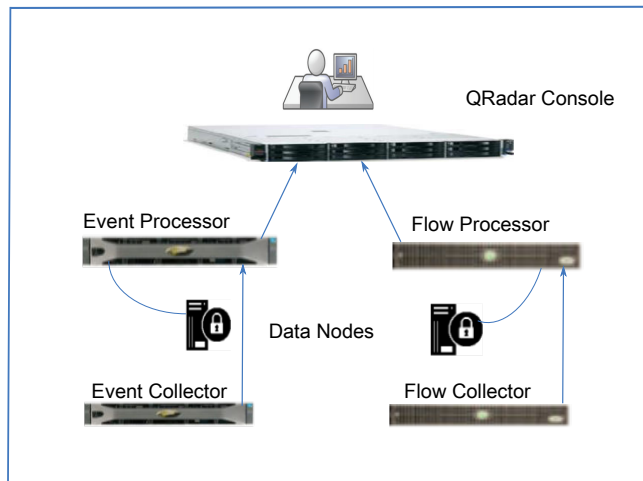 QRadar Console
Event Processor
Flow Processor
Data Nodes
Event Collector
Flow Collector